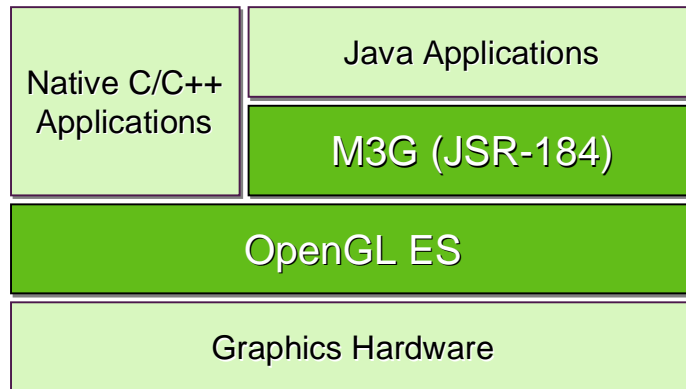 Native C/C++
Applications
Java Applications
M3G (JSR-184)
OpenGL ES
Graphics Hardware